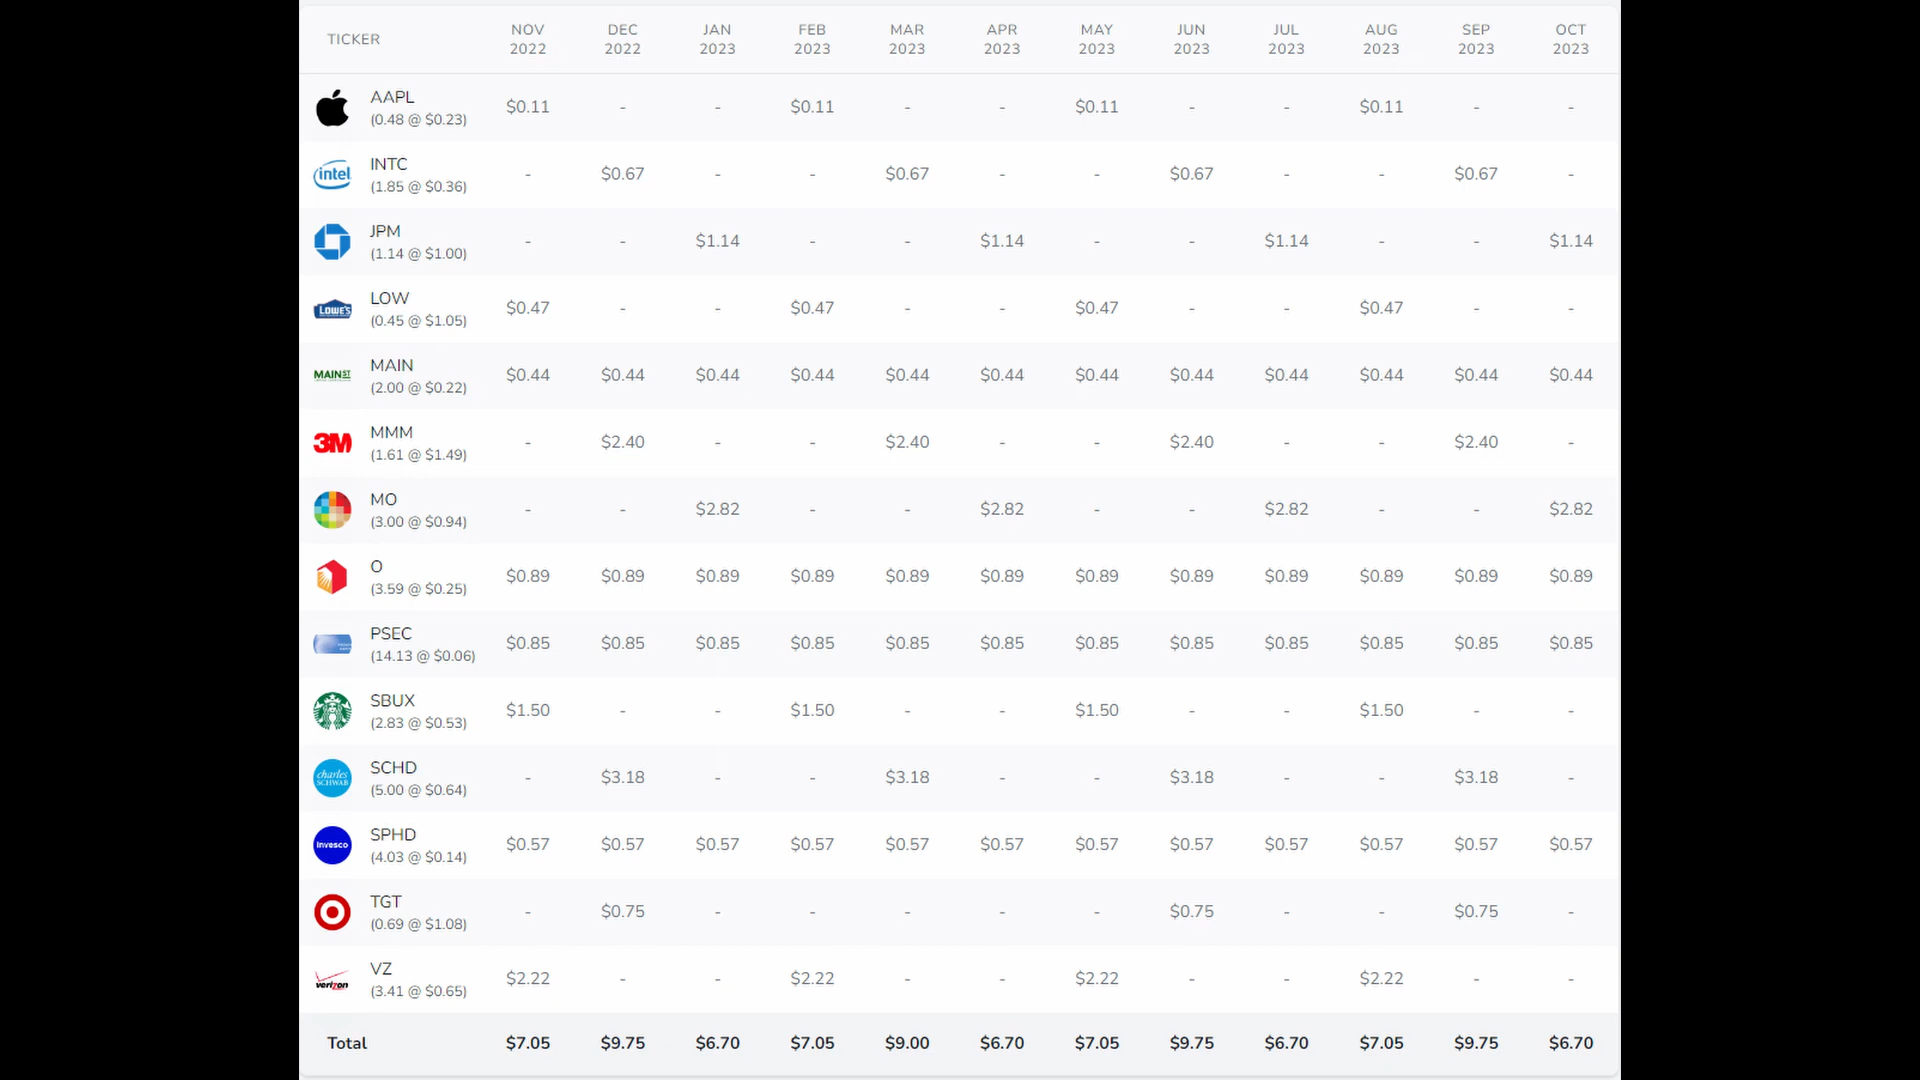 TICKER NOV 2022 DEC 2022 JAN 2023 FEB 2023 MAR 2023 APR 2023 MAY 2023 JUN 2023 JUL 2023 AUG 2023 SEP 2023 OCT 2023
AAPL
(0.48 @ $0.23)
$0.11 - - $0.11 - - $0.11 - - $0.11 - -
intel
INTC
(1.85 @ $0.36)
- $0.67 - - $0.67 - - $0.67 - - $0.67 -
JPM
(1.14 @ $1.00)
- - $1.14 - - $1.14 - - $1.14 - - $1.14
LOWE'S
LOW
(0.45 @ $1.05)
$0.47 - - $0.47 - - $0.47 - - $0.47 - -
MAIN ST
MAIN
(2.00 @ $0.22)
$0.44 $0.44 $0.44 $0.44 $0.44 $0.44 $0.44 $0.44 $0.44 $0.44 $0.44 $0.44
3M
MMM
(1.61 @ $1.49)
- $2.40 - - $2.40 - - $2.40 - - $2.40 -
MO
(3.00 @ $0.94)
- - $2.82 - - $2.82 - - $2.82 - - $2.82
O
(3.59 @ $0.25)
$0.89 $0.89 $0.89 $0.89 $0.89 $0.89 $0.89 $0.89 $0.89 $0.89 $0.89 $0.89
PSEC
(14.13 @ $0.06)
$0.85 $0.85 $0.85 $0.85 $0.85 $0.85 $0.85 $0.85 $0.85 $0.85 $0.85 $0.85
SBUX
(2.83 @ $0.53)
$1.50 - - $1.50 - - $1.50 - - $1.50 - -
charles
SCHWAB
SCHD
(5.00 @ $0.64)
- $3.18 - - $3.18 - - $3.18 - - $3.18 -
Invesco
SPHD
(4.03 @ $0.14)
$0.57 $0.57 $0.57 $0.57 $0.57 $0.57 $0.57 $0.57 $0.57 $0.57 $0.57 $0.57
TGT
(0.69 @ $1.08)
- $0.75 - - - - - $0.75 - - $0.75 -
verizon
VZ
(3.41 @ $0.65)
$2.22 - - $2.22 - - $2.22 - - $2.22 - -
Total $7.05 $9.75 $6.70 $7.05 $9.00 $6.70 $7.05 $9.75 $6.70 $7.05 $9.75 $6.70